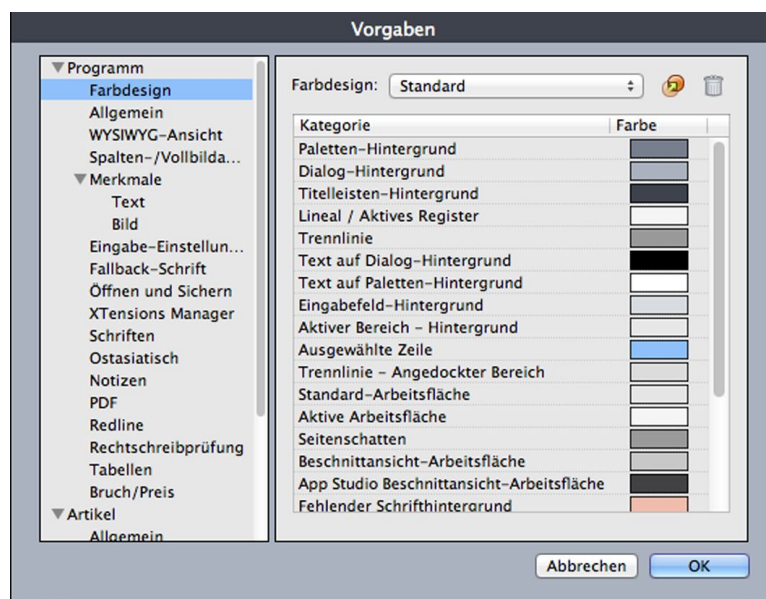 Vorgaben
Programm
Farbdesign
Allgemein
WYSIWYG-Ansicht
Spalten-/Vollbilda...
Merkmale
Text
Bild
Eingabe-Einstellun...
Fallback-Schrift
Öffnen und Sichern
XTensions Manager
Schriften
Ostasiatisch
Notizen
PDF
Redline
Rechtschreibprüfung
Tabellen
Bruch/Preis
Artikel
Allgemein
Farbdesign: Standard
Kategorie Farbe
Paletten-Hintergrund
Dialog-Hintergrund
Titelleisten-Hintergrund
Lineal / Aktives Register
Trennlinie
Text auf Dialog-Hintergrund
Text auf Paletten-Hintergrund
Eingabefeld-Hintergrund
Aktiver Bereich - Hintergrund
Ausgewählte Zeile
Trennlinie - Angedockter Bereich
Standard-Arbeitsfläche
Aktive Arbeitsfläche
Seitenschatten
Beschnittansicht-Arbeitsfläche
App Studio Beschnittansicht-Arbeitsfläche
Fehlender Schrifthintergrund
Abbrechen OK